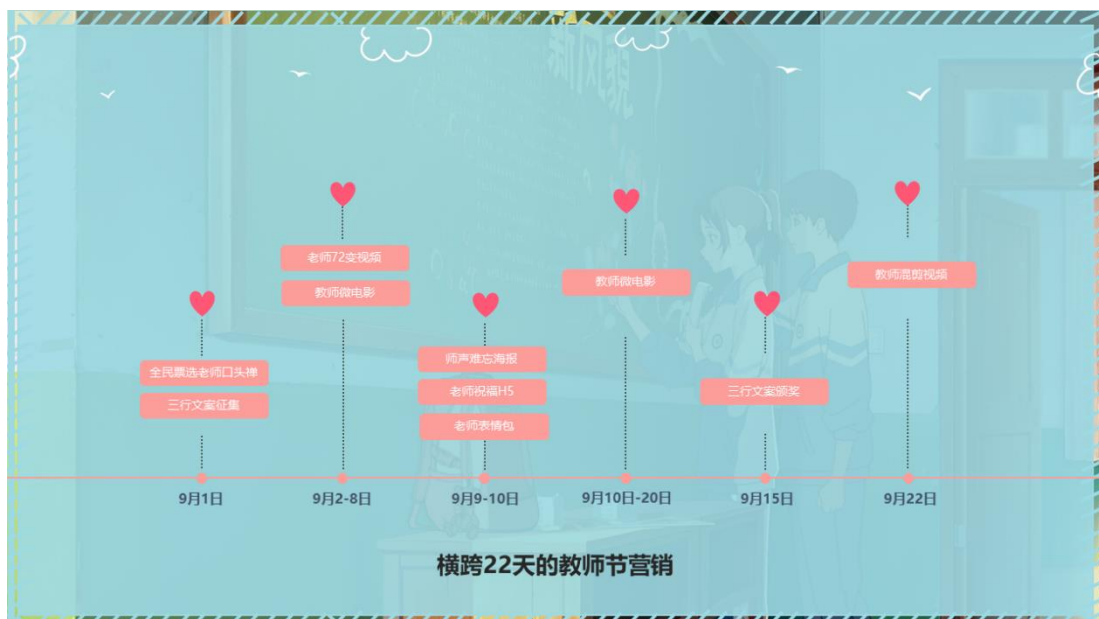 老师72变视频
教师微电影
教师微电影
教师混剪视频
全民票选老师口头禅
三行文案征集
师声难忘海报
老师祝福H5
老师表情包
三行文案颁奖
9月1日
9月2-8日
9月9-10日
9月10日-20日
9月15日
9月22日
横跨22天的教师节营销